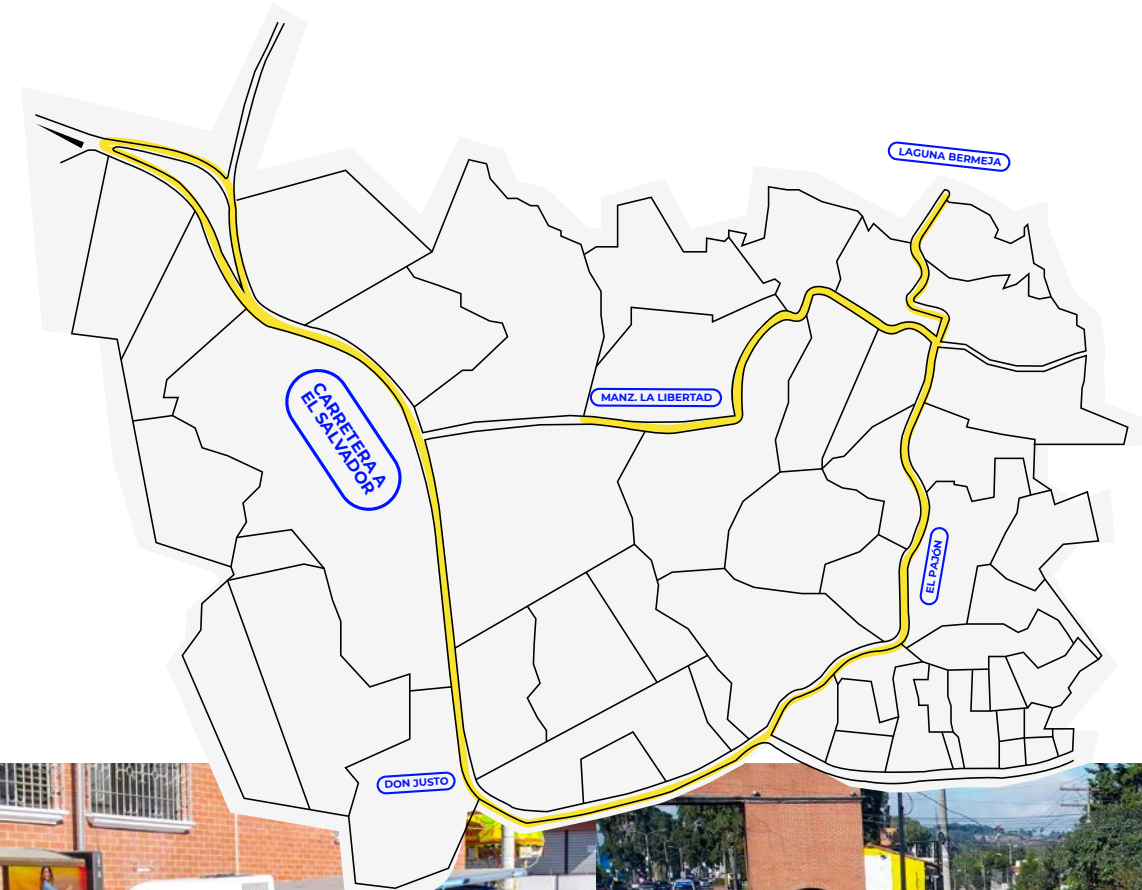 LAGUNA BERMEJA
CARRETERA A
EL SALVADOR
MANZ. LA LIBERTAD
EL PAJÓN
DON JUSTO